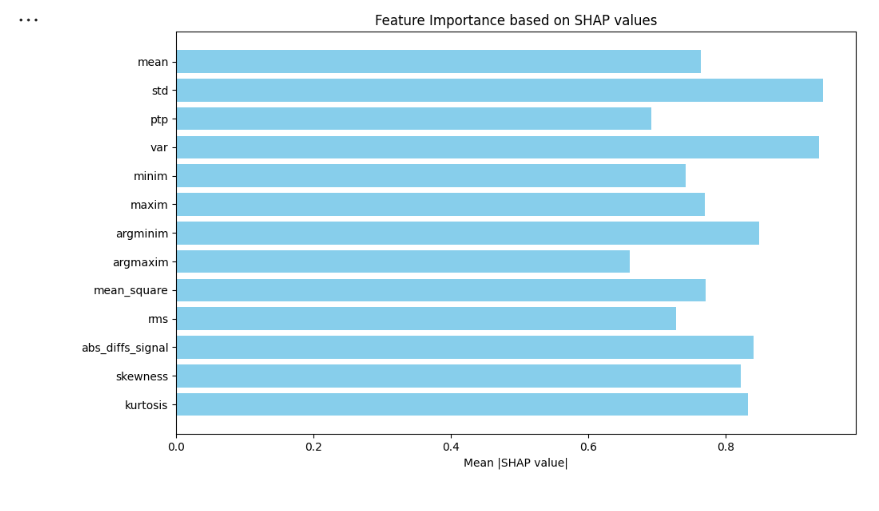 ...
Feature Importance based on SHAP values
mean
std
ptp
var
minim
maxim
argminim
argmaxim
mean_square
rms
abs_diffs_signal
skewness
kurtosis
0.0 0.2 0.4 0.6 0.8
Mean |SHAP value|